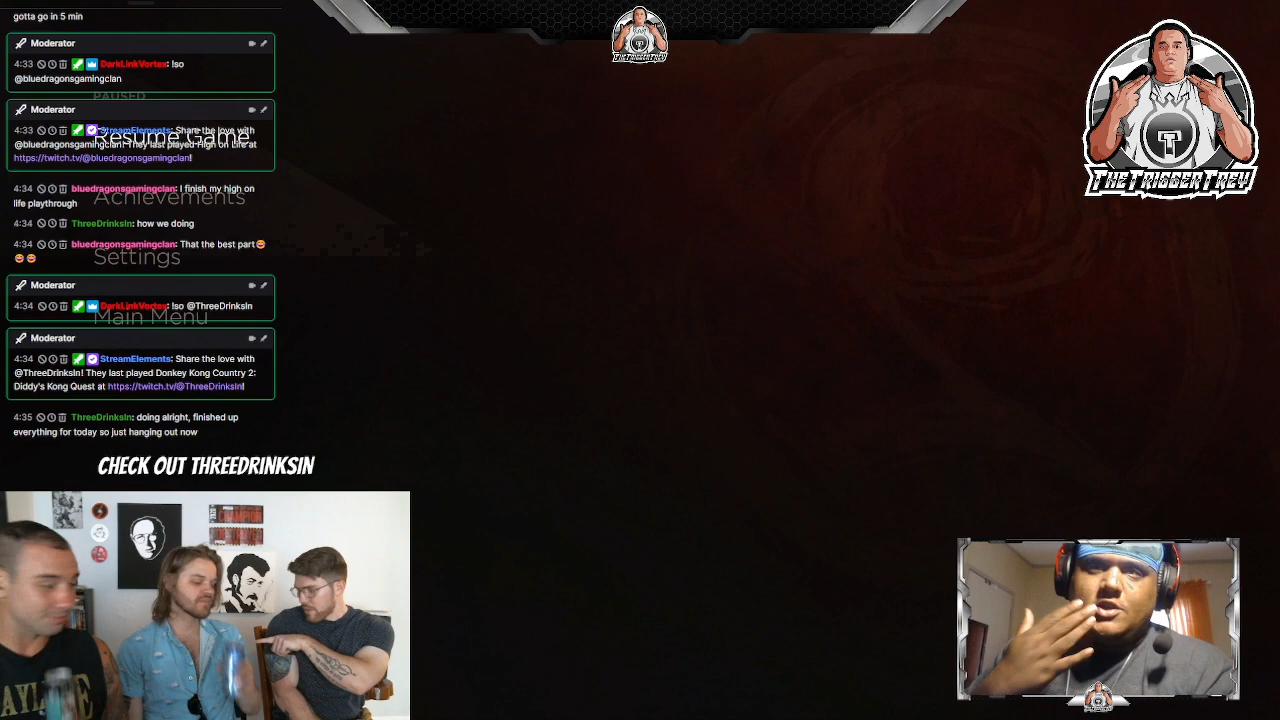 gotta go in 5 min
Moderator
4:33 DarkLinkVortex: !so
@bluedragonsgamingclan
PAUSED
Moderator
4:33 StreamElements: Share the love with
@bluedragonsgamingclan! They last played High on Life at
https://twitch.tv/@bluedragonsgamingclan!
Resume Game
4:34 bluedragonsgamingclan: I finish my high on
life playthrough
Achievements
4:34 ThreeDrinksIn: how we doing
4:34 bluedragonsgamingclan: That the best part
Settings
Moderator
4:34 DarkLinkVortex: !so @ThreeDrinksIn
Main Menu
Moderator
4:34 StreamElements: Share the love with
@ThreeDrinksIn! They last played Donkey Kong Country 2:
Diddy's Kong Quest at https://twitch.tv/@ThreeDrinksIn!
4:35 ThreeDrinksIn: doing alright, finished up
everything for today so just hanging out now
CHECK OUT THREEDRINKSIN
THETRIGGERTREY
T
THETRIGGERTREY